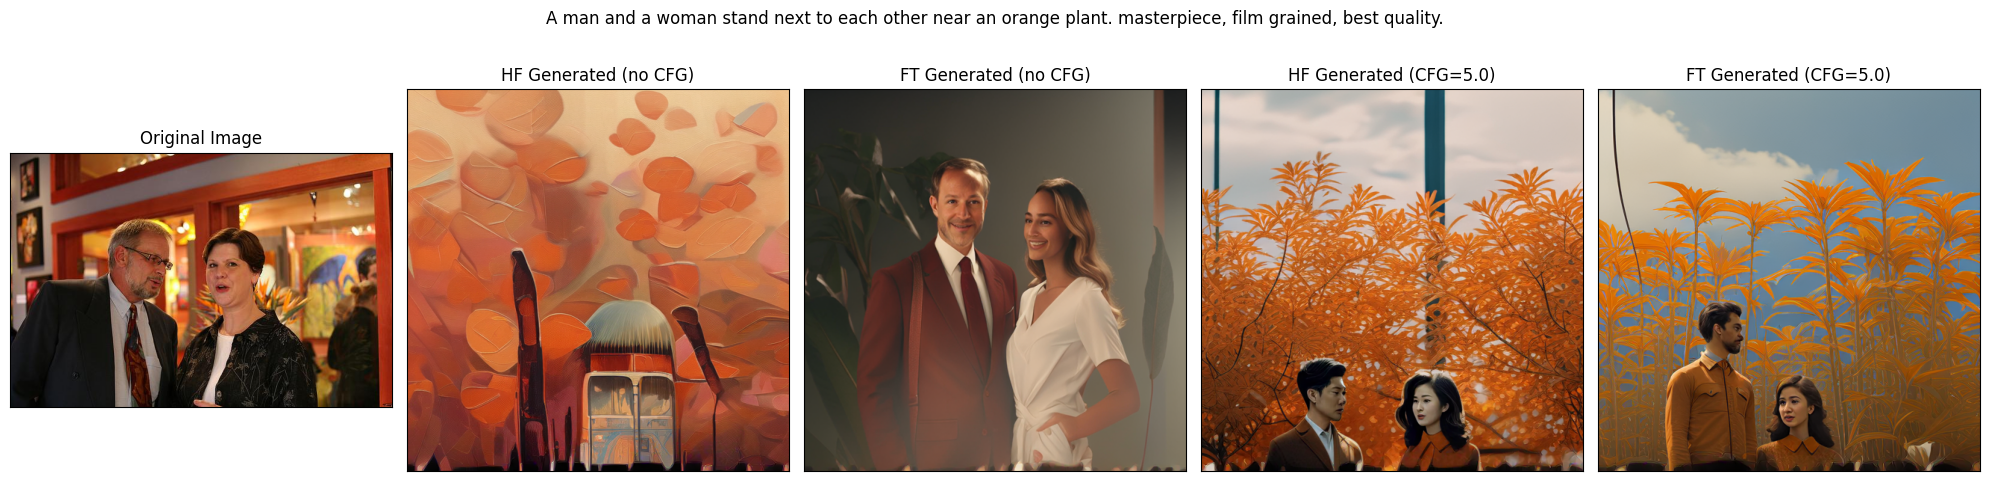 A man and a woman stand next to each other near an orange plant. masterpiece, film grained, best quality.
Original Image
HF Generated (no CFG)
FT Generated (no CFG)
HF Generated (CFG=5.0)
FT Generated (CFG=5.0)